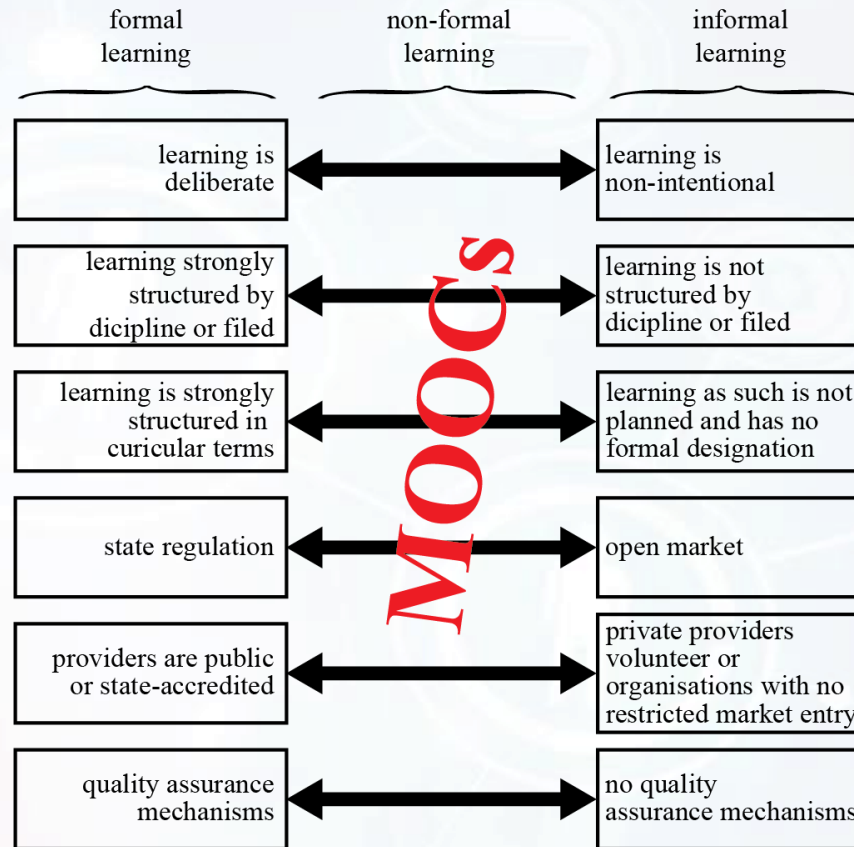 formal
learning
non-formal
learning
informal
learning
learning is
deliberate
learning is
non-intentional
learning strongly
structured by
dicipline or filed
learning is not
structured by
dicipline or filed
learning is strongly
structured in
curicular terms
learning as such is not
planned and has no
formal designation
state regulation
open market
providers are public
or state-accredited
private providers
volunteer or
organisations with no
restricted market entry
quality assurance
mechanisms
no quality
assurance mechanisms
MOOCs